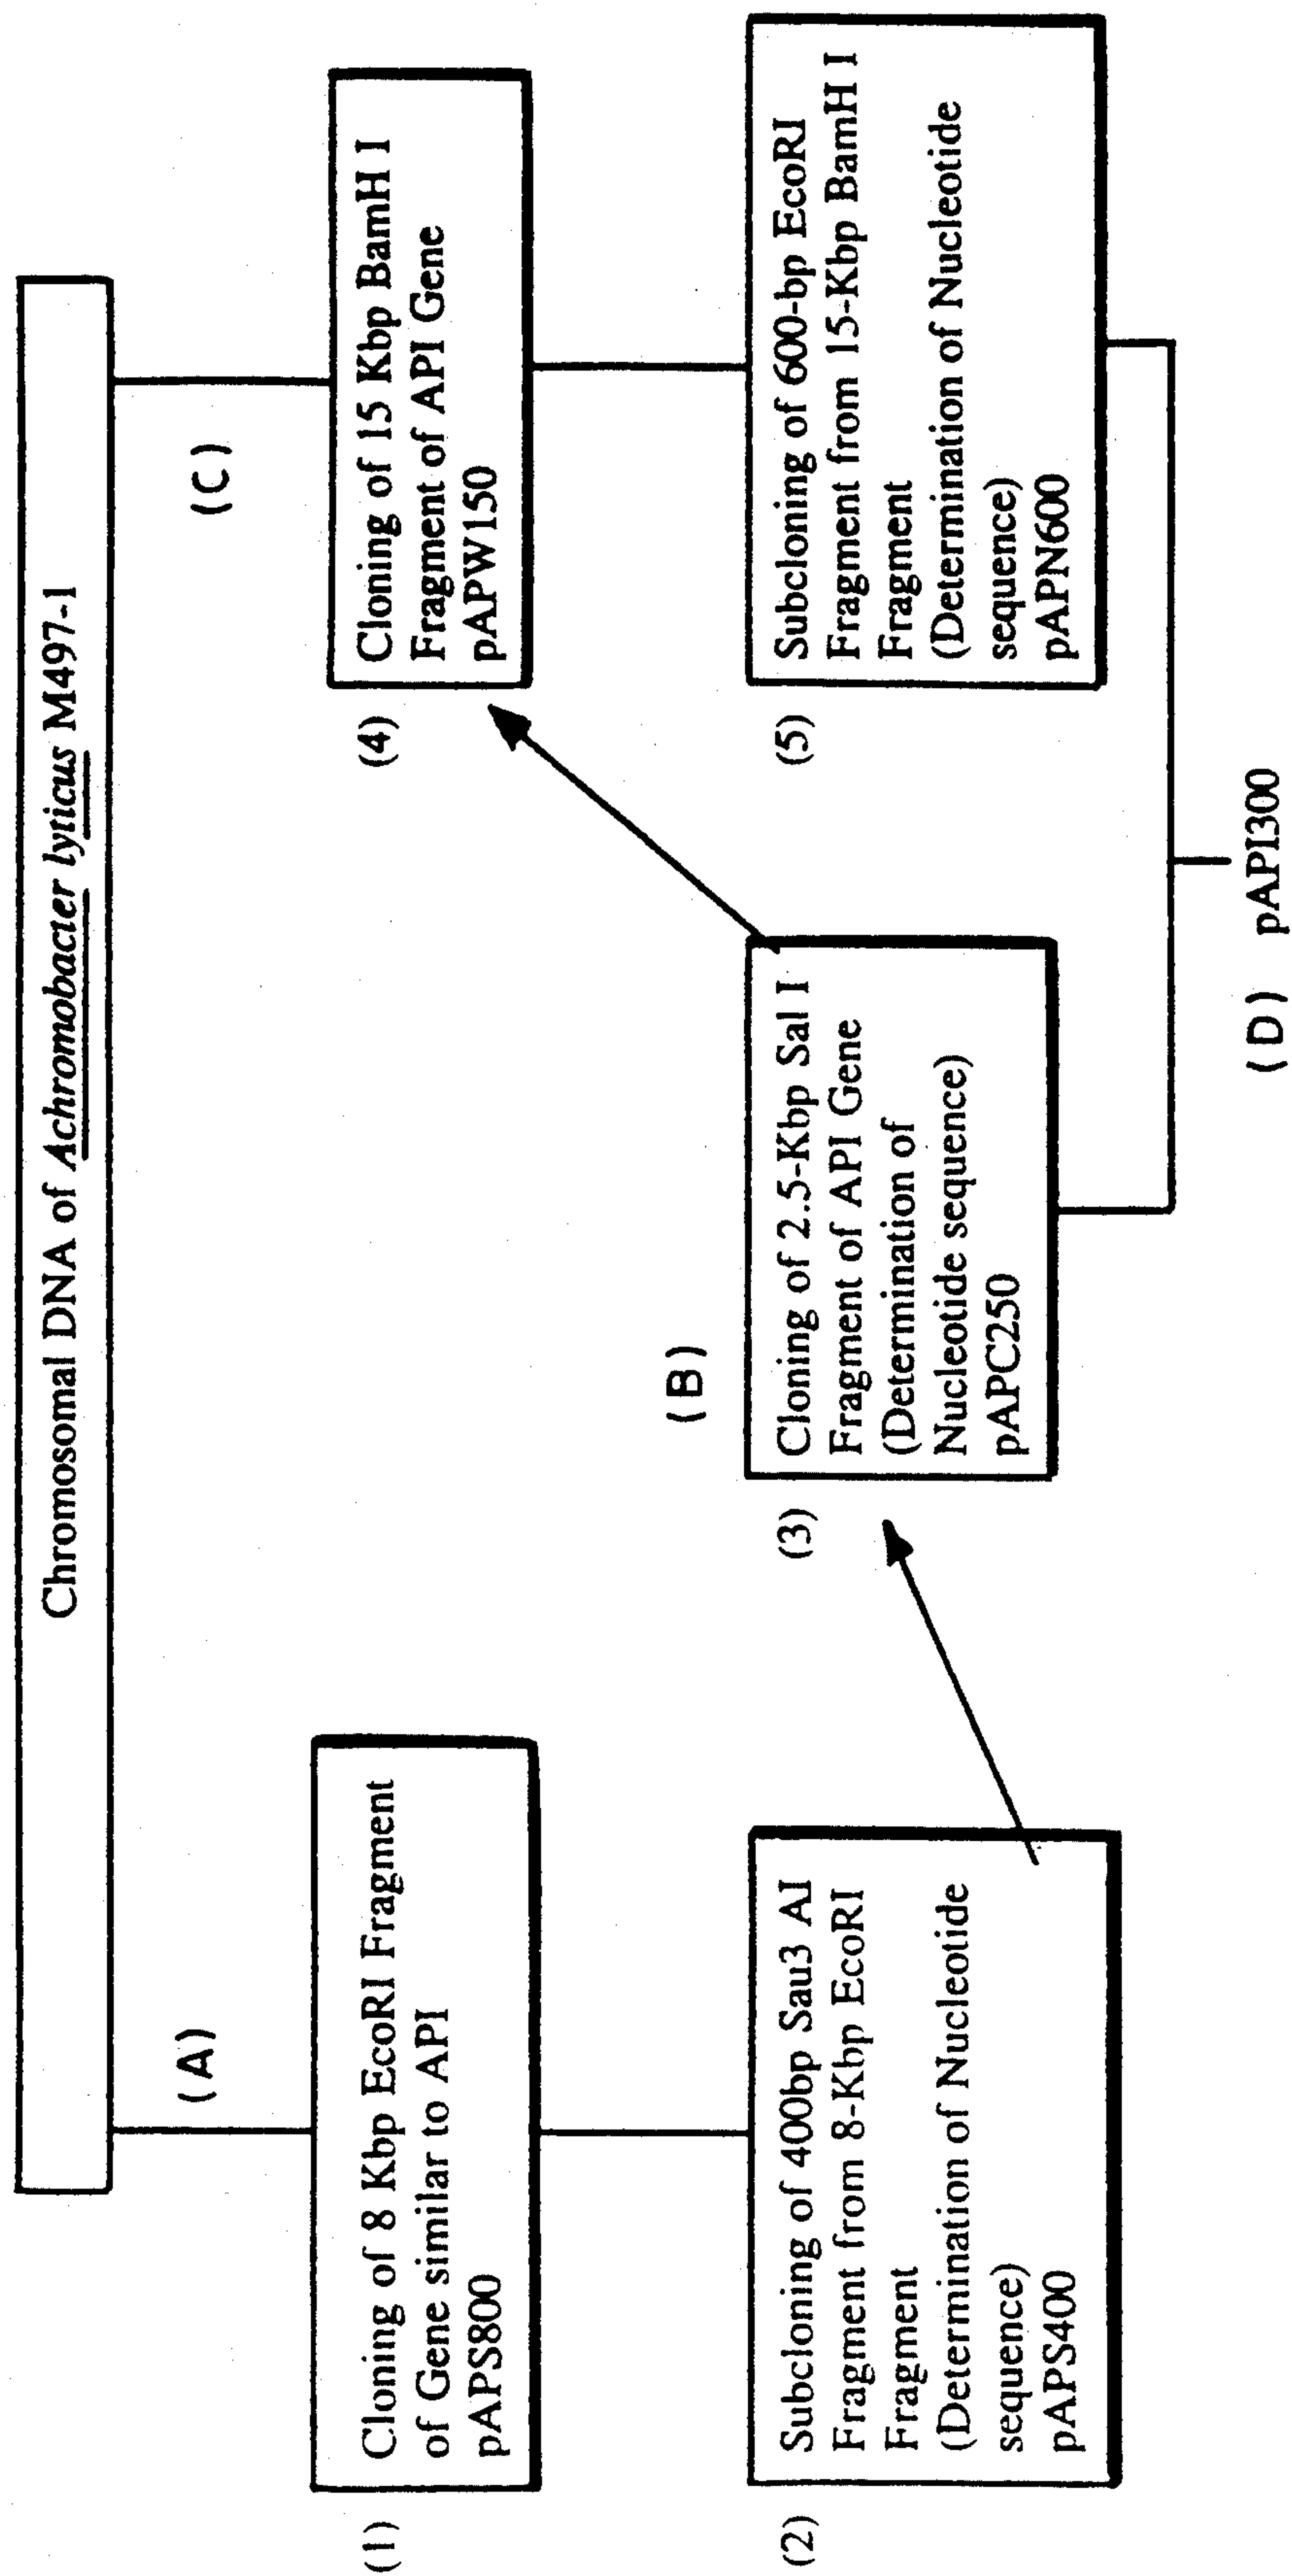 Chromosomal DNA of Achromobacter lyticus M497-1
(A)
(1)
Cloning of 8 Kbp EcoRI Fragment
of Gene similar to API
pAPS800
(2)
Subcloning of 400bp Sau3 AI
Fragment from 8-Kbp EcoRI
Fragment
(Determination of Nucleotide
sequence)
pAPS400
(B)
(3)
Cloning of 2.5-Kbp Sal I
Fragment of API Gene
(Determination of
Nucleotide sequence)
pAPC250
(C)
(4)
Cloning of 15 Kbp BamH I
Fragment of API Gene
pAPW150
(5)
Subcloning of 600-bp EcoRI
Fragment from 15-Kbp BamH I
Fragment
(Determination of Nucleotide
sequence)
pAPN600
(D) pAPI300